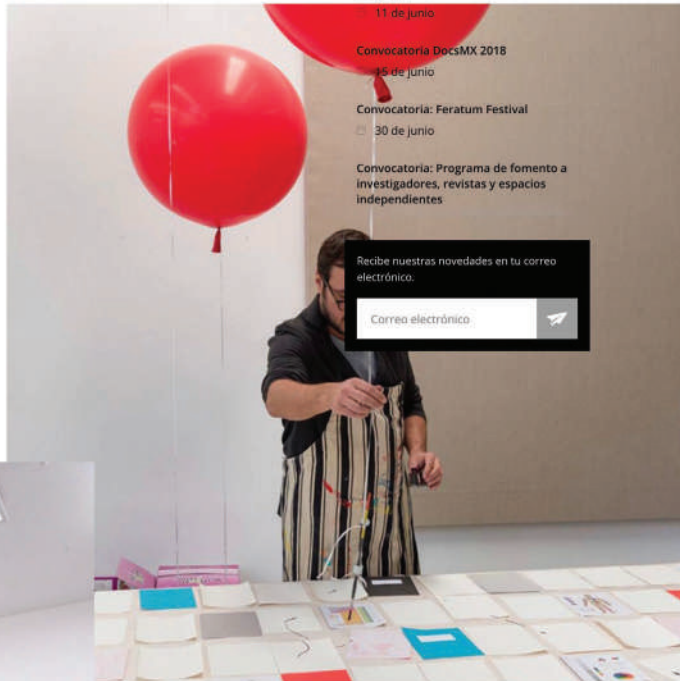 11 de junio
Convocatoria DocsMX 2018
15 de junio
Convocatoria: Feratum Festival
30 de junio
Convocatoria: Programa de fomento a
investigadores, revistas y espacios
independientes
Recibe nuestras novedades en tu correo
electrónico.
Correo electrónico